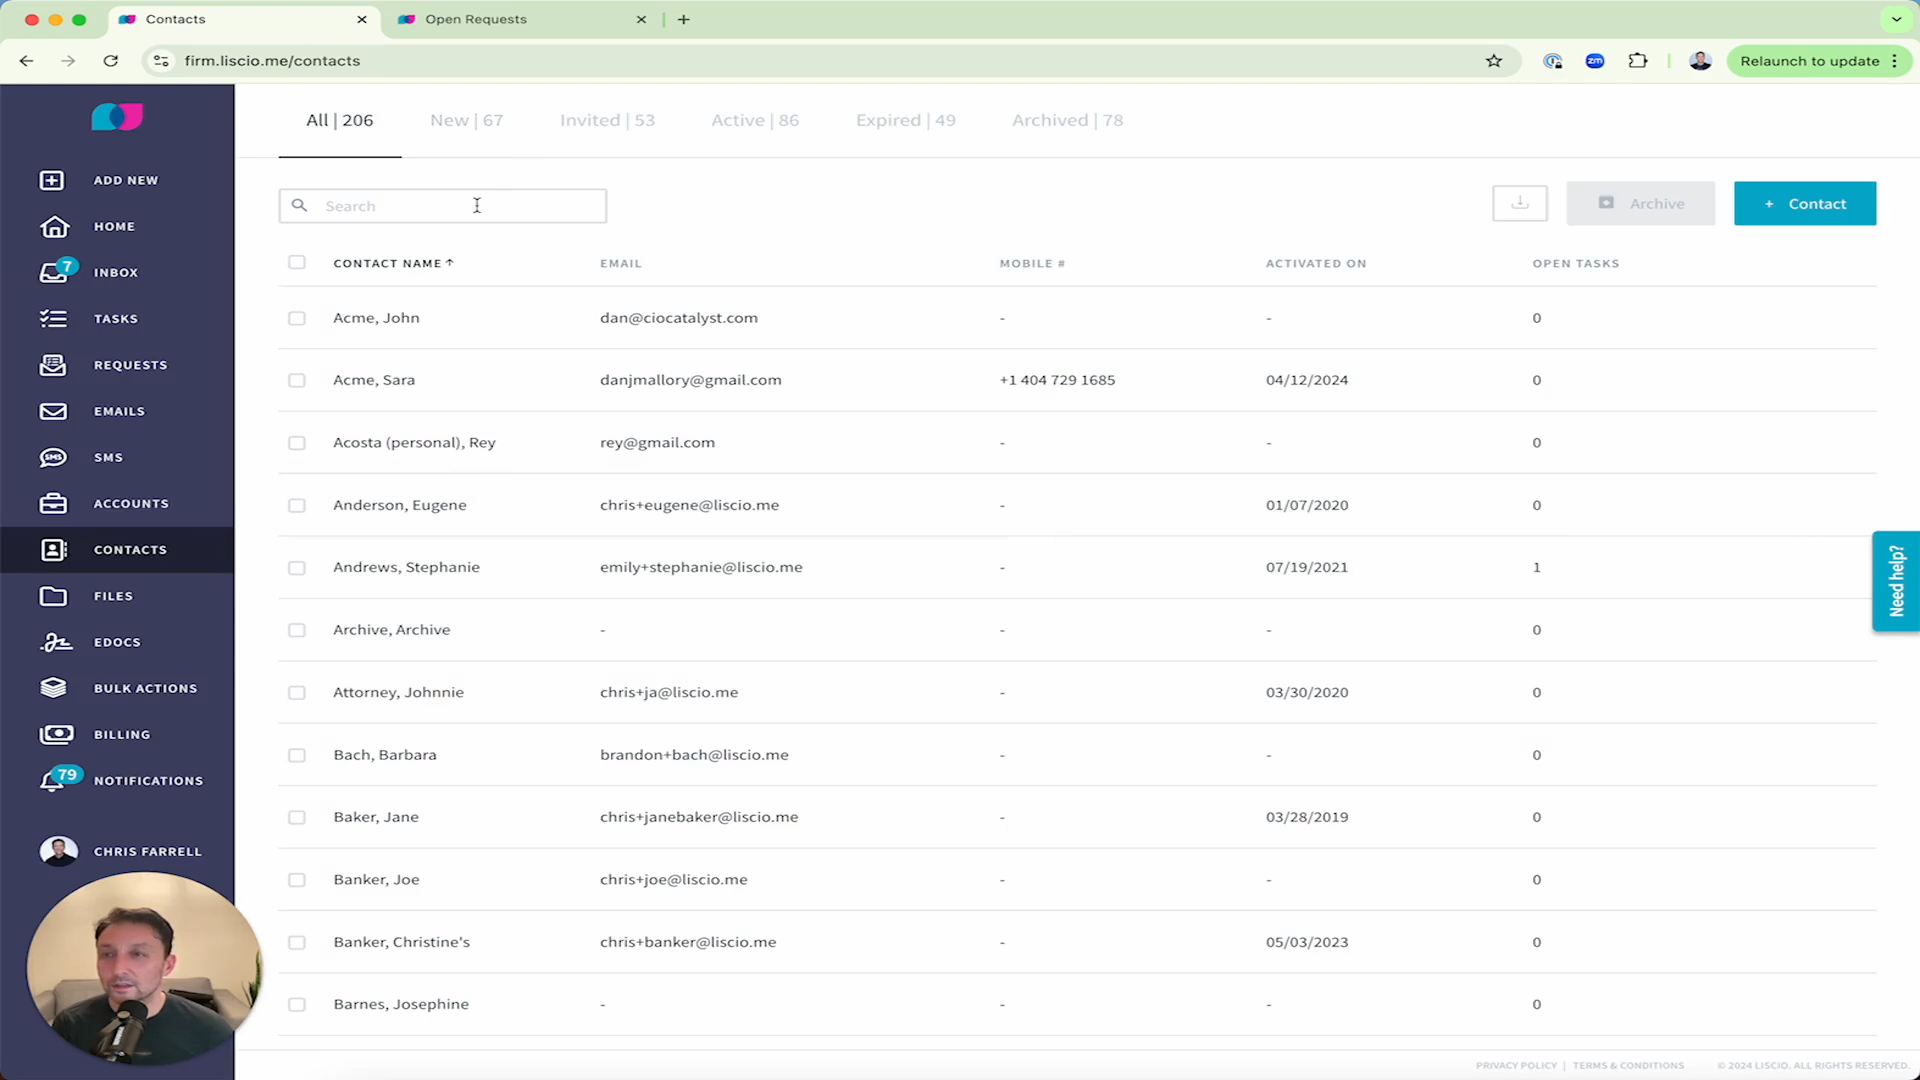 Contacts
Open Requests
firm.liscio.me/contacts
zm
Relaunch to update
All | 206
New | 67
Invited | 53
Active | 86
Expired | 49
Archived | 78
ADD NEW
HOME
7
INBOX
TASKS
REQUESTS
EMAILS
SMS
SMS
ACCOUNTS
CONTACTS
FILES
EDOCS
BULK ACTIONS
BILLING
79
NOTIFICATIONS
CHRIS FARRELL
Search
Archive
+ Contact
CONTACT NAME EMAIL MOBILE # ACTIVATED ON OPEN TASKS
Acme, John dan@ciocatalyst.com - - 0
Acme, Sara danjmallory@gmail.com +1 404 729 1685 04/12/2024 0
Acosta (personal), Rey rey@gmail.com - - 0
Anderson, Eugene chris+eugene@liscio.me - 01/07/2020 0
Andrews, Stephanie emily+stephanie@liscio.me - 07/19/2021 1
Archive, Archive - - - 0
Attorney, Johnnie chris+ja@liscio.me - 03/30/2020 0
Bach, Barbara brandon+bach@liscio.me - - 0
Baker, Jane chris+janebaker@liscio.me - 03/28/2019 0
Banker, Joe chris+joe@liscio.me - - 0
Banker, Christine's chris+banker@liscio.me - 05/03/2023 0
Barnes, Josephine - - - 0
Need help?
PRIVACY POLICY | TERMS & CONDITIONS © 2024 LISCIO. ALL RIGHTS RESERVED.